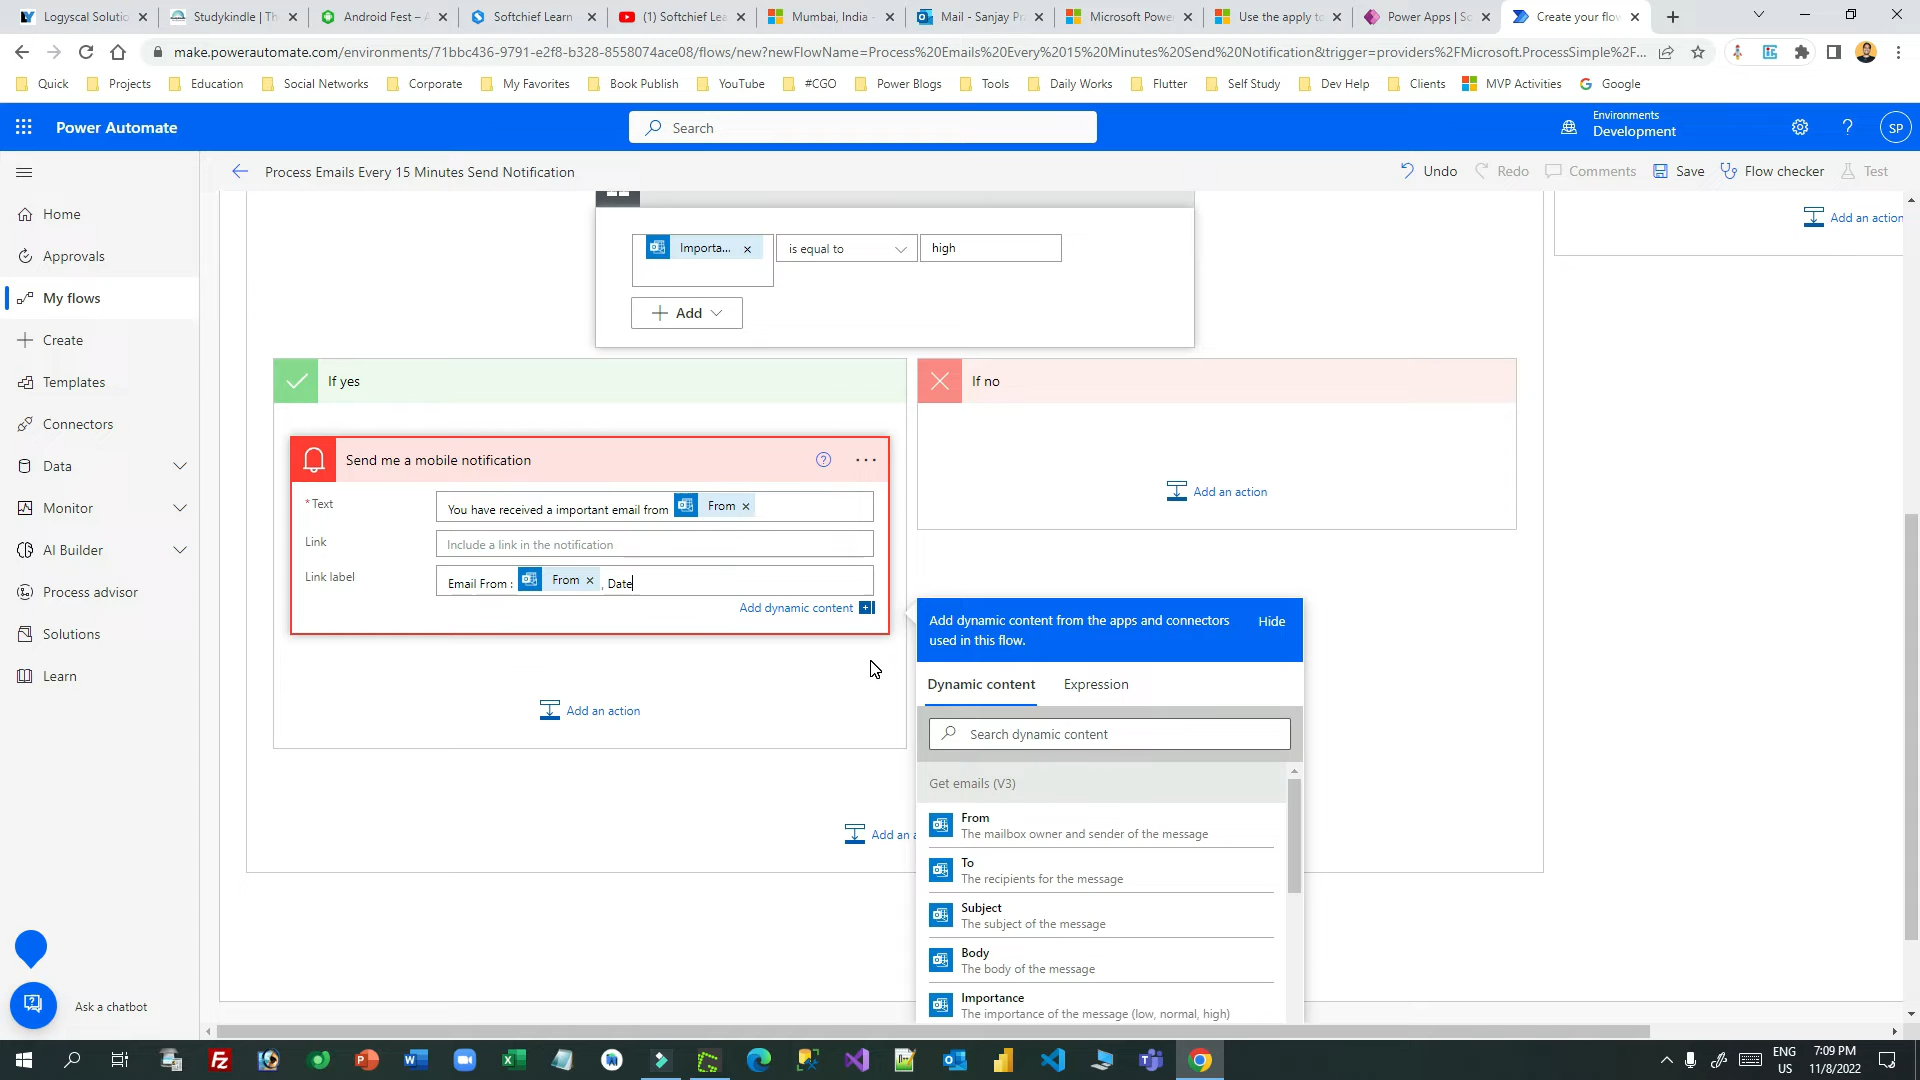 Logyscal Solutio
Studykindle | Th
Android Fest – A
Softchief Learn
(1) Softchief Lea
Mumbai, India -
Mail - Sanjay Pr
Microsoft Powe
Use the apply to
Power Apps | Sc
Create your flow
make.powerautomate.com/environments/71bbc436-9791-e2f8-b328-8558074ace08/flows/new?newFlowName=Process%20Emails%20Every%2015%20Minutes%20Send%20Notification&trigger=providers%2FMicrosoft.ProcessSimple%2F...
Quick
Projects
Education
Social Networks
Corporate
My Favorites
Book Publish
YouTube
#CGO
Power Blogs
Tools
Daily Works
Flutter
Self Study
Dev Help
Clients
MVP Activities
Google
Power Automate
Search
Environments
Development
SP
Process Emails Every 15 Minutes Send Notification
Undo
Redo
Comments
Save
Flow checker
Test
Home
Approvals
My flows
Create
Templates
Connectors
Data
Monitor
AI Builder
Process advisor
Solutions
Learn
Ask a chatbot
Add an action
Importa...
is equal to
high
Add
If yes
If no
Send me a mobile notification
* Text
You have received a important email from From
Link
Include a link in the notification
Link label
Email From : From , Date
Add dynamic content
Add an action
Add an action
Add an a
Add dynamic content from the apps and connectors
used in this flow.
Hide
Dynamic content
Expression
Search dynamic content
Get emails (V3)
From
The mailbox owner and sender of the message
To
The recipients for the message
Subject
The subject of the message
Body
The body of the message
Importance
The importance of the message (low, normal, high)
ENG
US
7:09 PM
11/8/2022